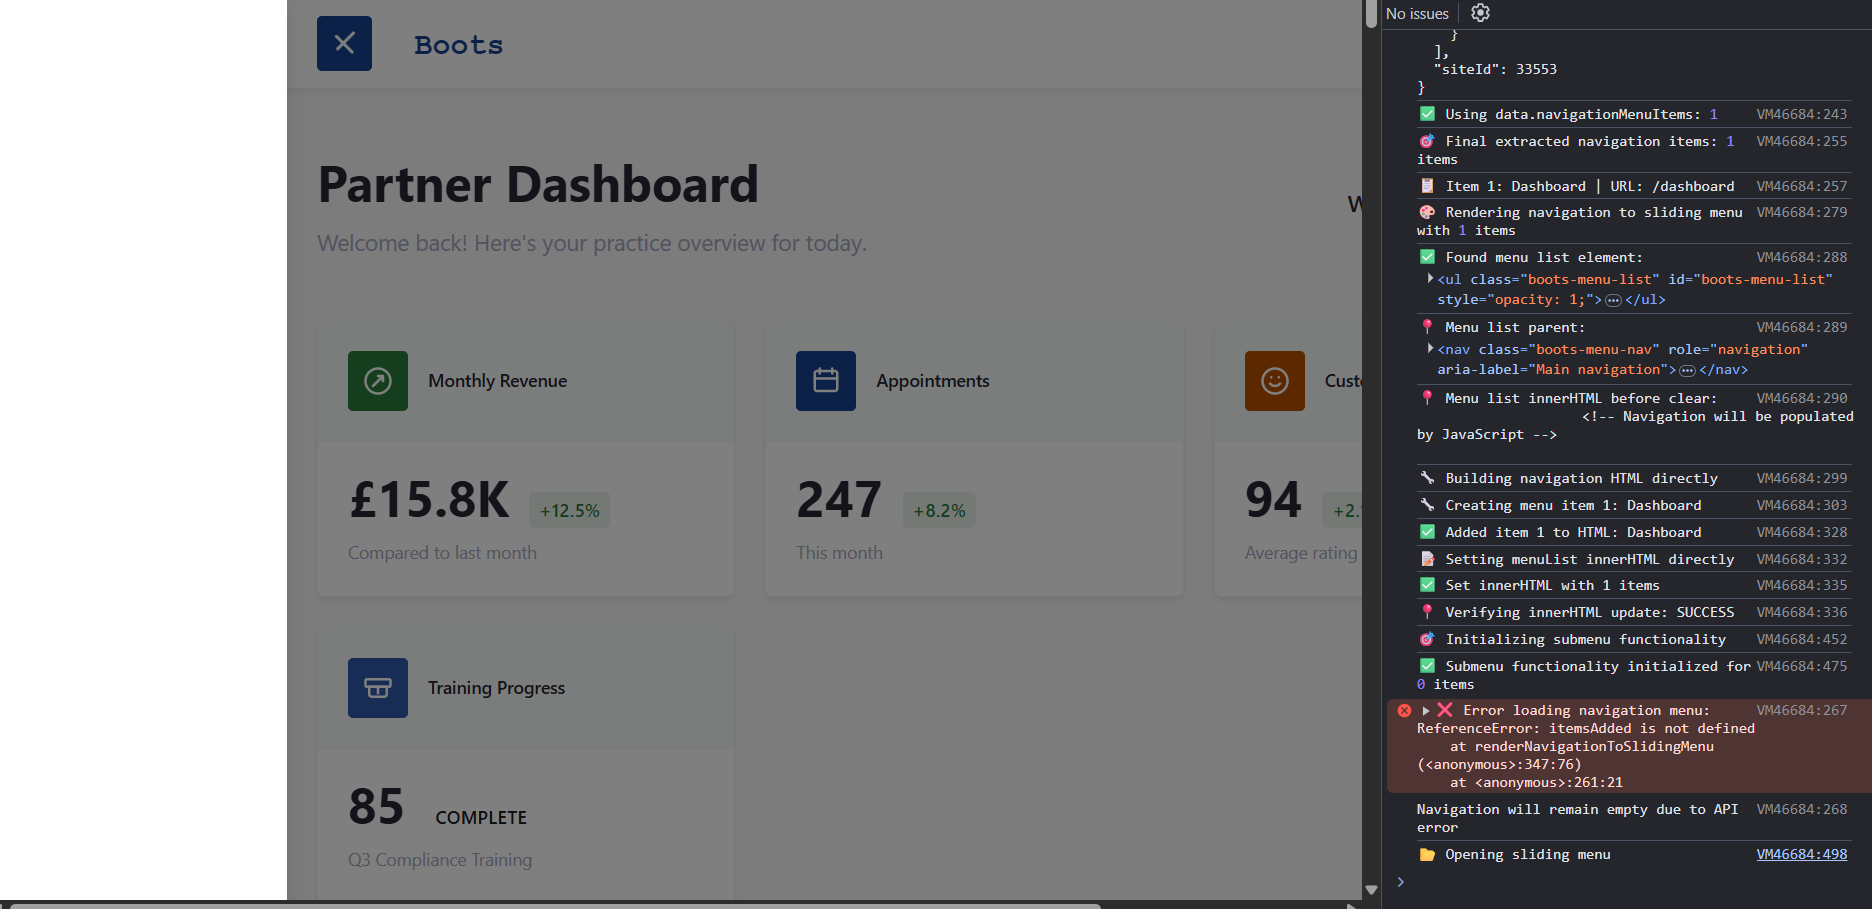 Boots
Partner Dashboard
W
Welcome back! Here's your practice overview for today.
Monthly Revenue
Appointments
Custo
£15.8K +12.5%
Compared to last month
247 +8.2%
This month
94 +2.
Average rating
Training Progress
85 COMPLETE
Q3 Compliance Training
No issues
}
],
"siteId": 33553
}
✅ Using data.navigationMenuItems: 1 VM46684:243
🎯 Final extracted navigation items: 1 VM46684:255
items
📋 Item 1: Dashboard | URL: /dashboard VM46684:257
🎨 Rendering navigation to sliding menu VM46684:279
with 1 items
✅ Found menu list element: VM46684:288
<ul class="boots-menu-list" id="boots-menu-list"
style="opacity: 1;">…</ul>
📍 Menu list parent: VM46684:289
<nav class="boots-menu-nav" role="navigation"
aria-label="Main navigation">…</nav>
📍 Menu list innerHTML before clear: VM46684:290
<!-- Navigation will be populated
by JavaScript -->
🔧 Building navigation HTML directly VM46684:299
🔧 Creating menu item 1: Dashboard VM46684:303
✅ Added item 1 to HTML: Dashboard VM46684:328
📝 Setting menuList innerHTML directly VM46684:332
✅ Set innerHTML with 1 items VM46684:335
📍 Verifying innerHTML update: SUCCESS VM46684:336
🎯 Initializing submenu functionality VM46684:452
✅ Submenu functionality initialized for VM46684:475
0 items
❌ Error loading navigation menu: VM46684:267
ReferenceError: itemsAdded is not defined
at renderNavigationToSlidingMenu
(<anonymous>:347:76)
at <anonymous>:261:21
Navigation will remain empty due to API VM46684:268
error
📂 Opening sliding menu VM46684:498